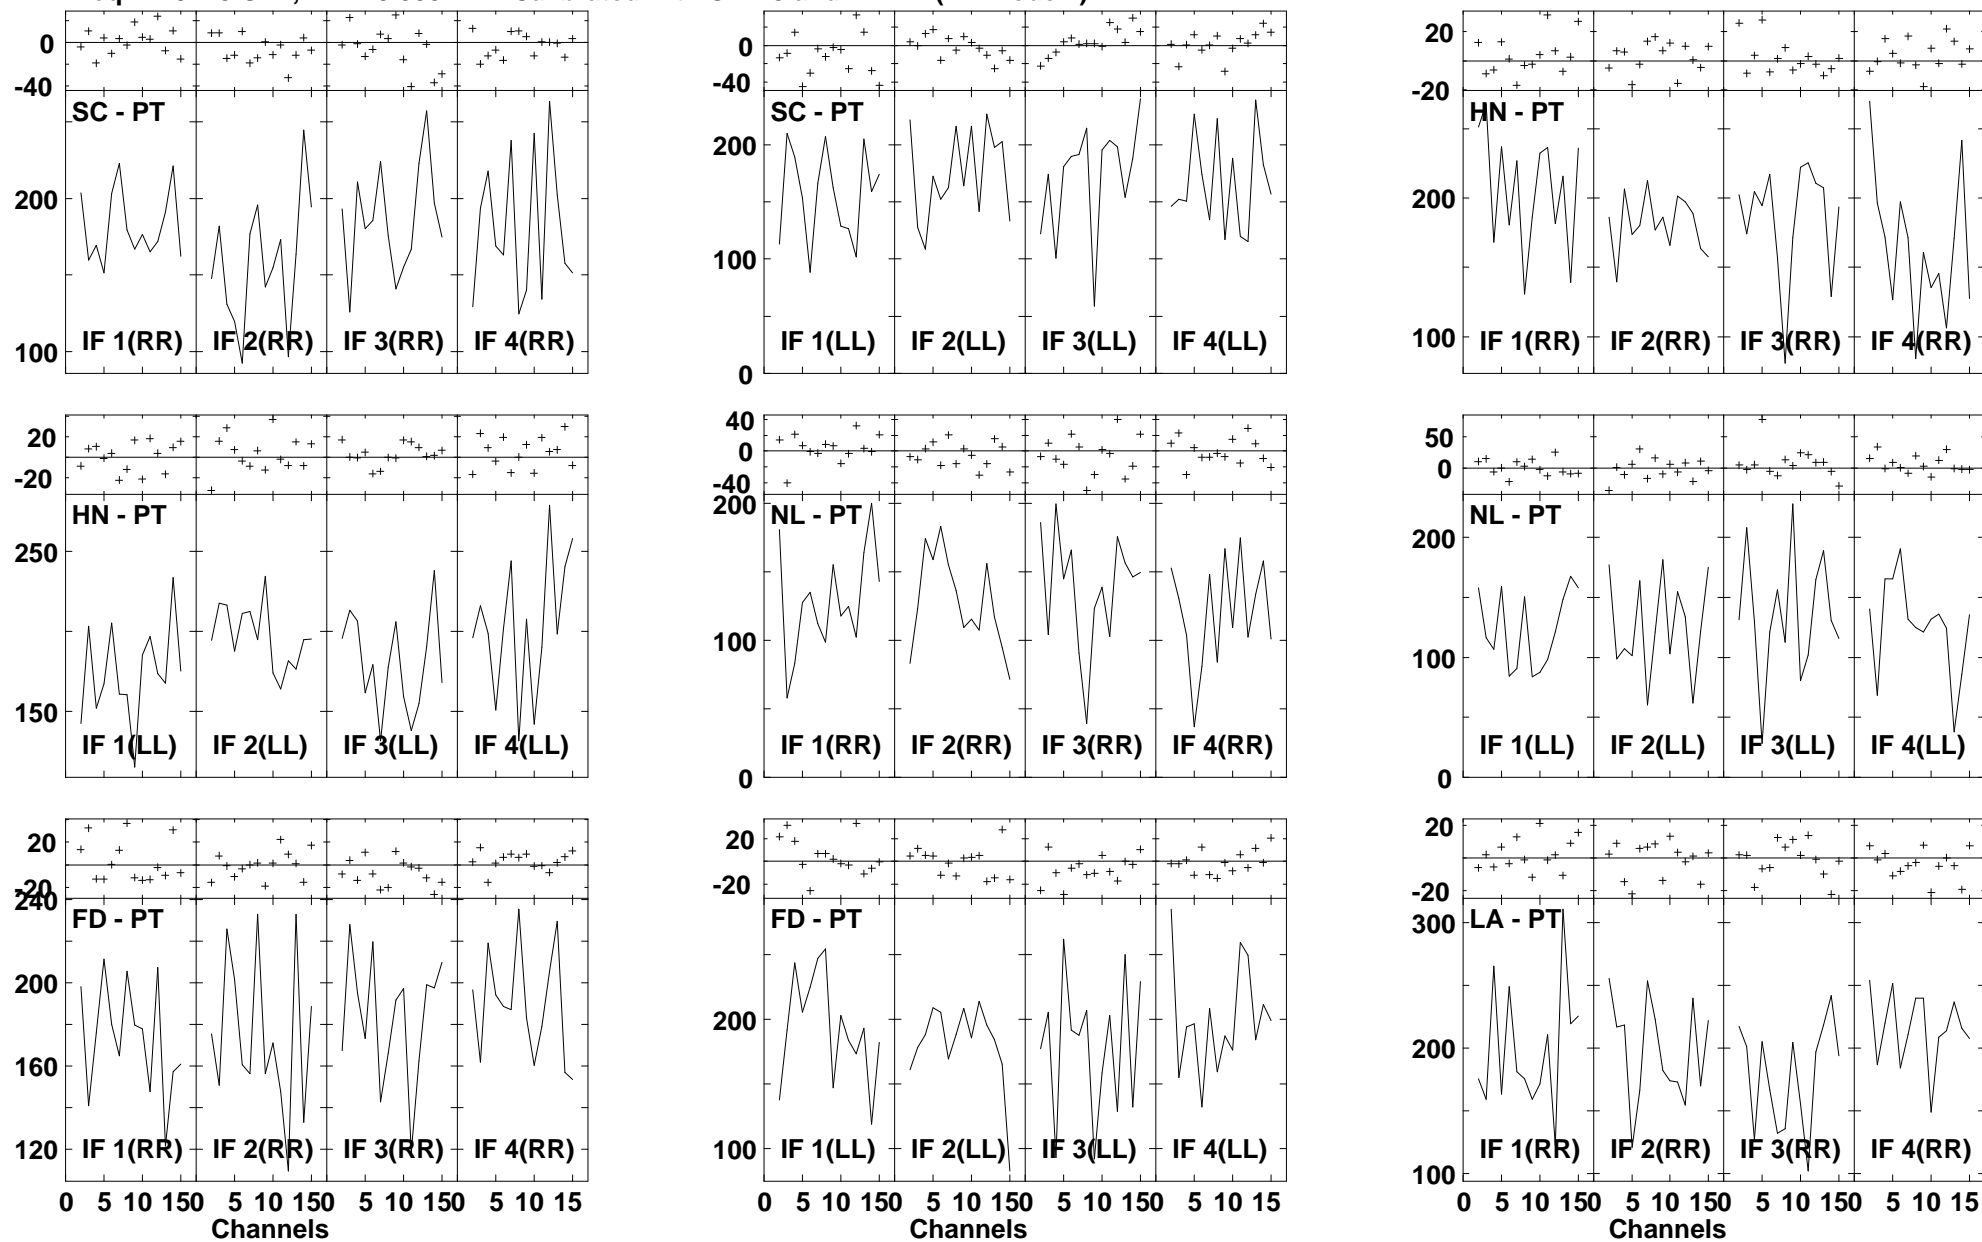 0
-40
SC - PT
200
100
IF 1(RR) IF 2(RR) IF 3(RR) IF 4(RR)
0
-40
SC - PT
200
100
0
IF 1(LL) IF 2(LL) IF 3(LL) IF 4(LL)
20
-20
HN - PT
200
100
IF 1(RR) IF 2(RR) IF 3(RR) IF 4(RR)
20
-20
HN - PT
250
150
IF 1(LL) IF 2(LL) IF 3(LL) IF 4(LL)
40
0
-40
NL - PT
200
100
0
IF 1(RR) IF 2(RR) IF 3(RR) IF 4(RR)
50
0
NL - PT
200
100
0
IF 1(LL) IF 2(LL) IF 3(LL) IF 4(LL)
20
-20
FD - PT
240
200
160
120
IF 1(RR) IF 2(RR) IF 3(RR) IF 4(RR)
0 5 10 150 5 10 150 5 10 150 5 10 15
Channels
20
-20
FD - PT
200
100
IF 1(LL) IF 2(LL) IF 3(LL) IF 4(LL)
0 5 10 150 5 10 150 5 10 150 5 10 15
Channels
20
-20
LA - PT
300
200
100
IF 1(RR) IF 2(RR) IF 3(RR) IF 4(RR)
0 5 10 150 5 10 150 5 10 150 5 10 15
Channels